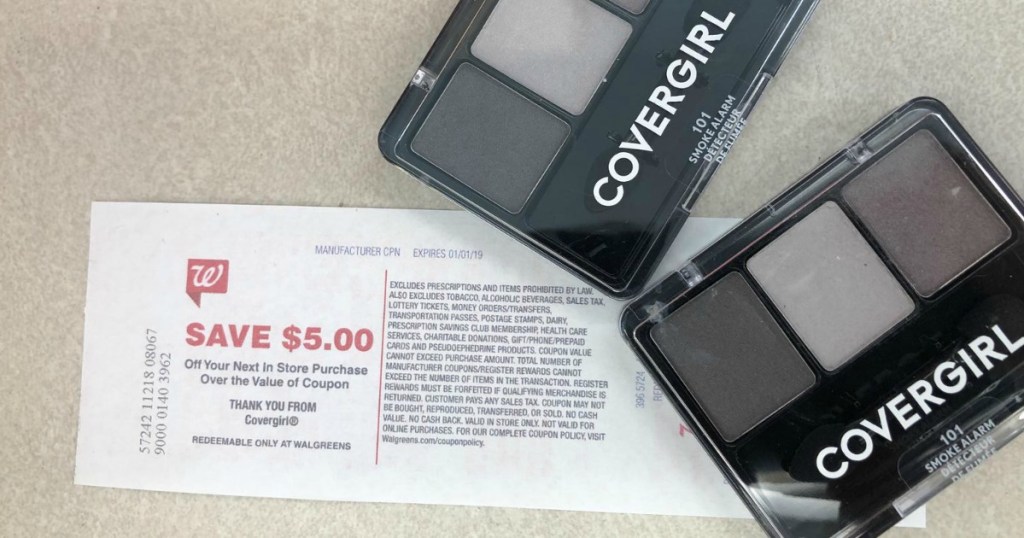 COVERGIRL
101
SMOKE ALARM
DÉTECTEUR
DE FUMÉE
MANUFACTURER CPN EXPIRES 01/01/19
W
SAVE $5.00
Off Your Next In Store Purchase
Over the Value of Coupon
THANK YOU FROM
Covergirl®
REDEEMABLE ONLY AT WALGREENS
57242 11218 08067
9000 0140 3962
EXCLUDES PRESCRIPTIONS AND ITEMS PROHIBITED BY LAW.
ALSO EXCLUDES TOBACCO, ALCOHOLIC BEVERAGES, SALES TAX,
LOTTERY TICKETS, MONEY ORDERS/TRANSFERS,
TRANSPORTATION PASSES, POSTAGE STAMPS, DAIRY,
PRESCRIPTION SAVINGS CLUB MEMBERSHIP, HEALTH CARE
SERVICES, CHARITABLE DONATIONS, GIFT/PHONE/PREPAID
CARDS AND PSEUDOEPHEDRINE PRODUCTS. COUPON VALUE
CANNOT EXCEED PURCHASE AMOUNT. TOTAL NUMBER OF
MANUFACTURER COUPONS/REGISTER REWARDS CANNOT
EXCEED THE NUMBER OF ITEMS IN THE TRANSACTION. REGISTER
REWARDS MUST BE FORFEITED IF QUALIFYING MERCHANDISE IS
RETURNED. CUSTOMER PAYS ANY SALES TAX. COUPON MAY NOT
BE BOUGHT, REPRODUCED, TRANSFERRED, OR SOLD. NO CASH
VALUE. NO CASH BACK. VALID IN STORE ONLY. NOT VALID FOR
ONLINE PURCHASES. FOR OUR COMPLETE COUPON POLICY, VISIT
Walgreens.com/couponpolicy.
396 5724
COVERGIRL
101
SMOKE ALARM
DÉTECTEUR
DE FUMÉE